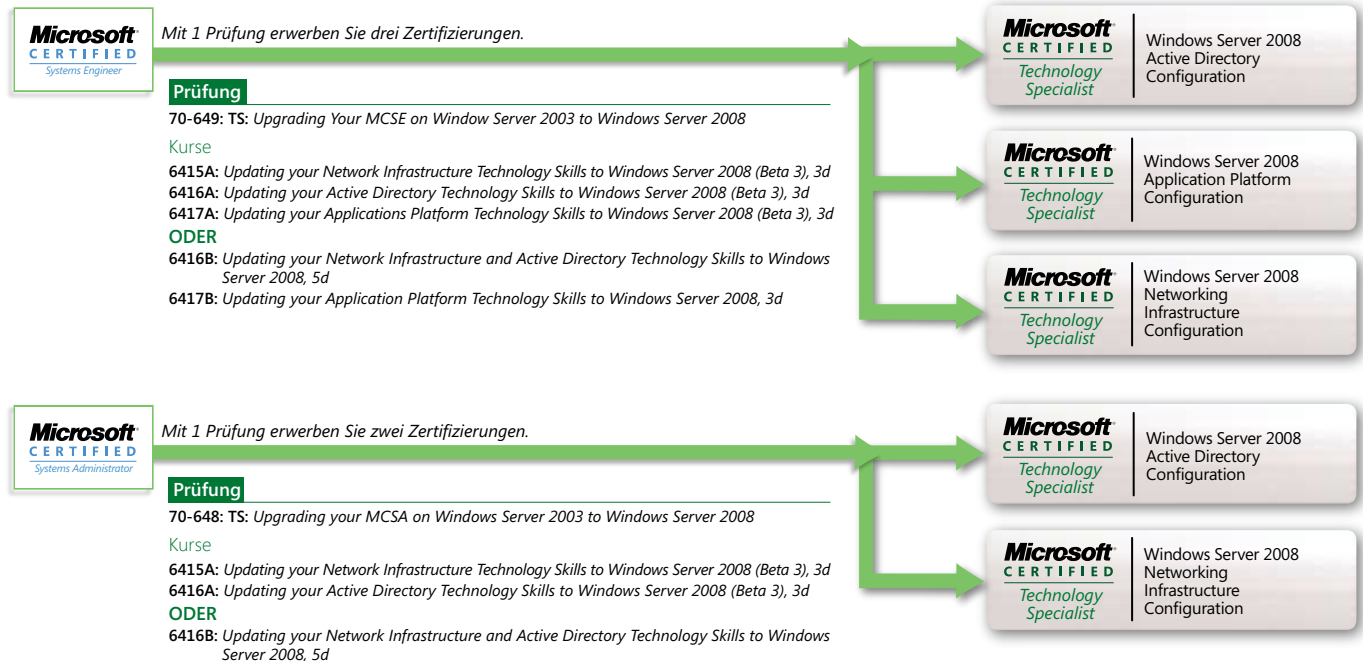 Microsoft
CERTIFIED
Systems Engineer
Mit 1 Prüfung erwerben Sie drei Zertifizierungen.
Prüfung
70-649: TS: Upgrading Your MCSE on Window Server 2003 to Windows Server 2008
Kurse
6415A: Updating your Network Infrastructure Technology Skills to Windows Server 2008 (Beta 3), 3d
6416A: Updating your Active Directory Technology Skills to Windows Server 2008 (Beta 3), 3d
6417A: Updating your Applications Platform Technology Skills to Windows Server 2008 (Beta 3), 3d
ODER
6416B: Updating your Network Infrastructure and Active Directory Technology Skills to Windows
Server 2008, 5d
6417B: Updating your Application Platform Technology Skills to Windows Server 2008, 3d
Microsoft
CERTIFIED
Technology
Specialist
Windows Server 2008
Active Directory
Configuration
Microsoft
CERTIFIED
Technology
Specialist
Windows Server 2008
Application Platform
Configuration
Microsoft
CERTIFIED
Technology
Specialist
Windows Server 2008
Networking
Infrastructure
Configuration
Microsoft
CERTIFIED
Systems Administrator
Mit 1 Prüfung erwerben Sie zwei Zertifizierungen.
Prüfung
70-648: TS: Upgrading your MCSA on Windows Server 2003 to Windows Server 2008
Kurse
6415A: Updating your Network Infrastructure Technology Skills to Windows Server 2008 (Beta 3), 3d
6416A: Updating your Active Directory Technology Skills to Windows Server 2008 (Beta 3), 3d
ODER
6416B: Updating your Network Infrastructure and Active Directory Technology Skills to Windows
Server 2008, 5d
Microsoft
CERTIFIED
Technology
Specialist
Windows Server 2008
Active Directory
Configuration
Microsoft
CERTIFIED
Technology
Specialist
Windows Server 2008
Networking
Infrastructure
Configuration